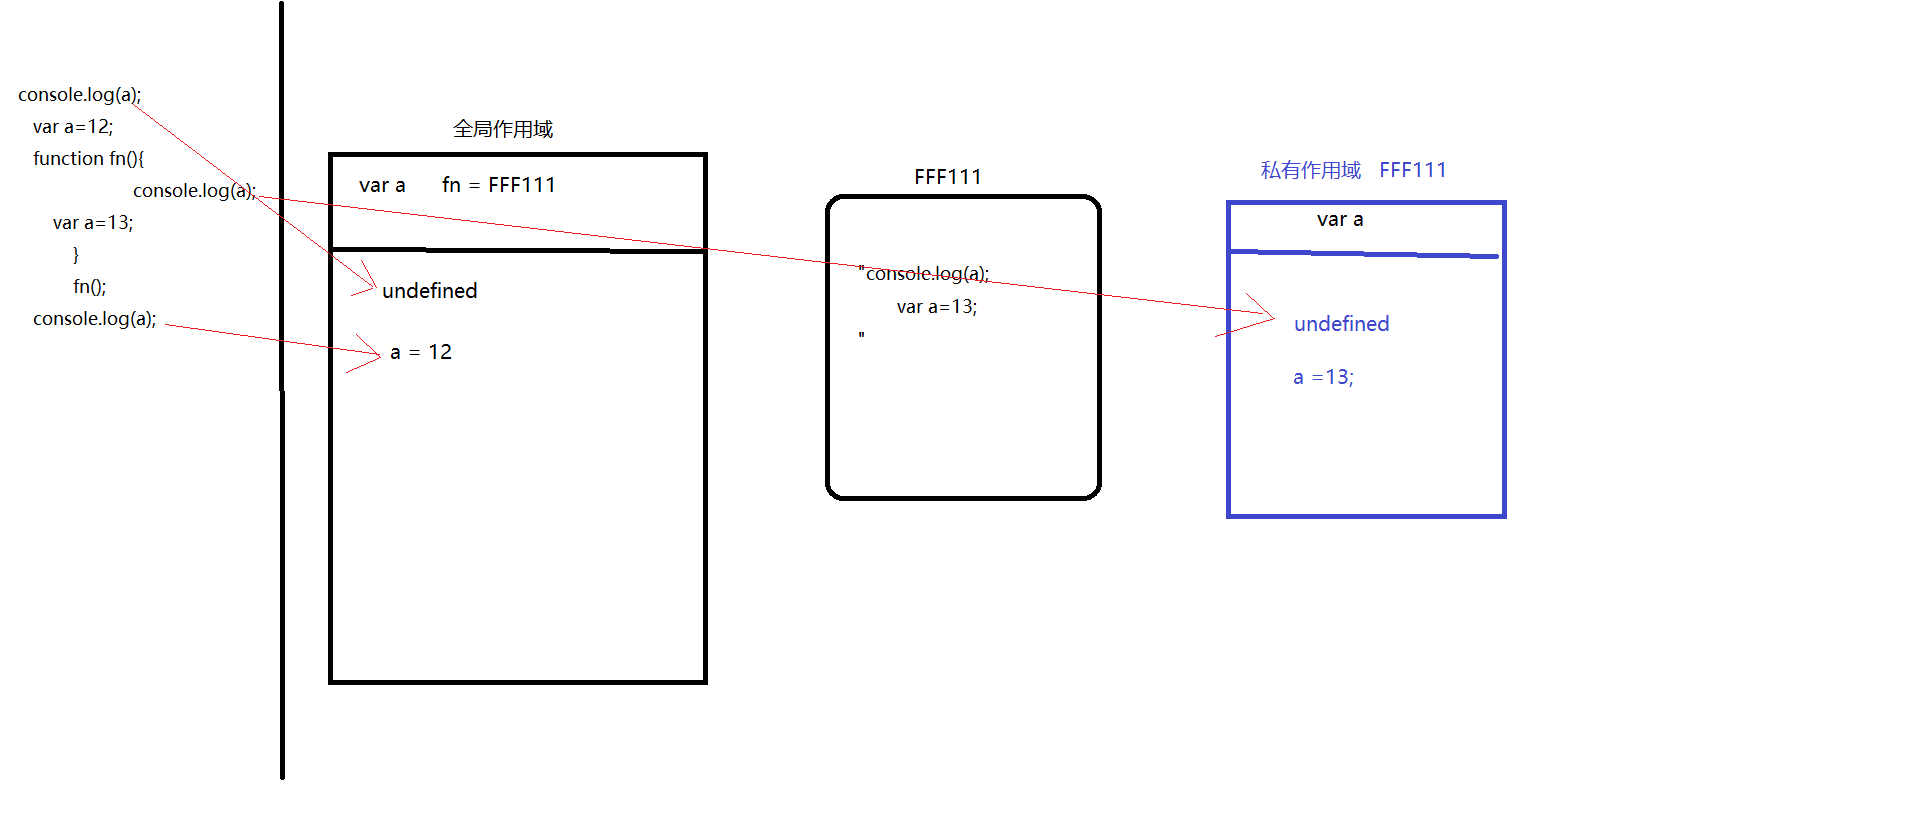 console.log(a);
var a=12;
function fn(){
console.log(a);
var a=13;
}
fn();
console.log(a);
全局作用域
var a fn = FFF111
undefined
a = 12
FFF111
"console.log(a);
var a=13;
"
私有作用域 FFF111
var a
undefined
a =13;